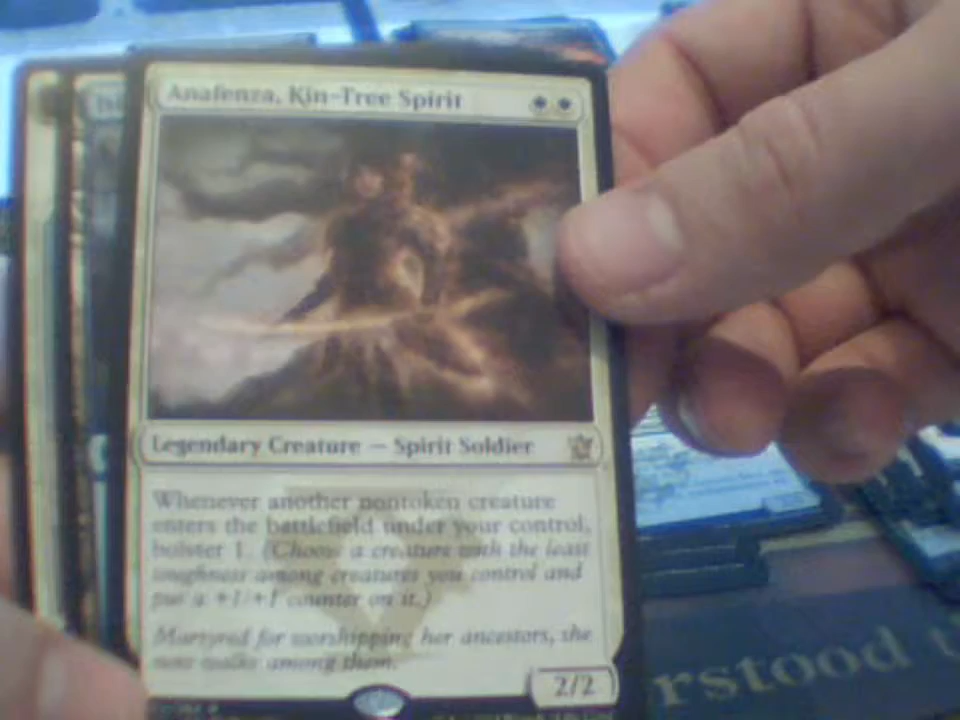 Anafenza, Kin-Tree Spirit
Legendary Creature — Spirit Soldier
Whenever another nontoken creature
enters the battlefield under your control,
bolster 1. (Choose a creature with the least
toughness among creatures you control and
put a +1/+1 counter on it.)
Martyred for worshipping her ancestors, she
now walks among them.
2/2
rstood t